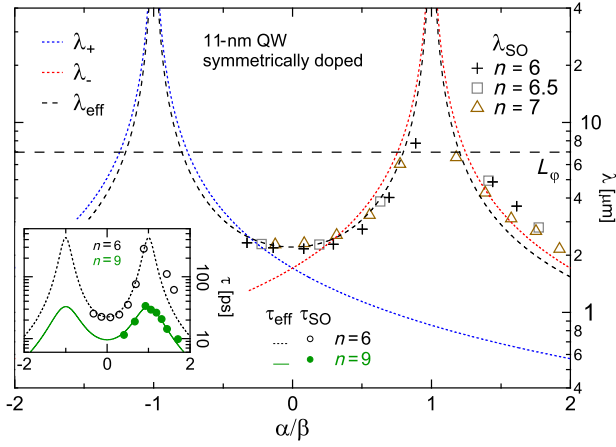 4
2
10
8
6
4
2
1
8
6
4
λ [μm]
λ+
λ-
λeff
11-nm QW
symmetrically doped
λSO
n = 6
n = 6.5
n = 7
Lφ
n = 6
n = 9
100
10
τ [ps]
-2 0 2
τeff τSO
n = 6
n = 9
-2 -1 0 1 2
α/β